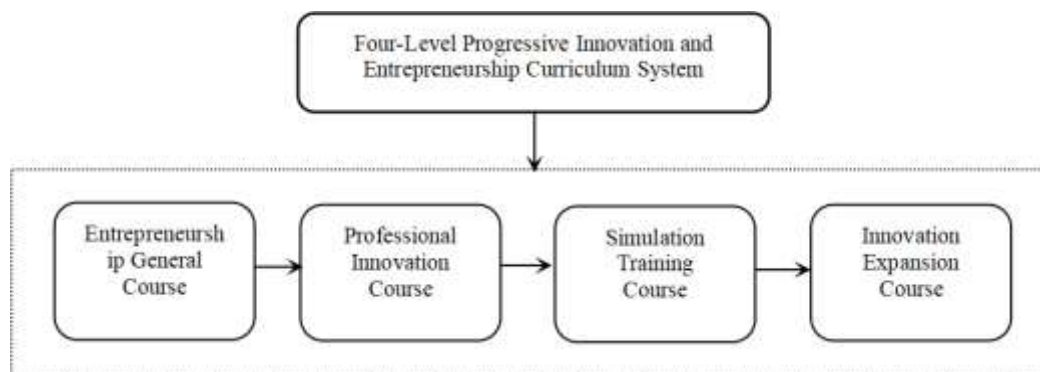 Four-Level Progressive Innovation and
Entrepreneurship Curriculum System
Entrepreneursh
ip General
Course
Professional
Innovation
Course
Simulation
Training
Course
Innovation
Expansion
Course